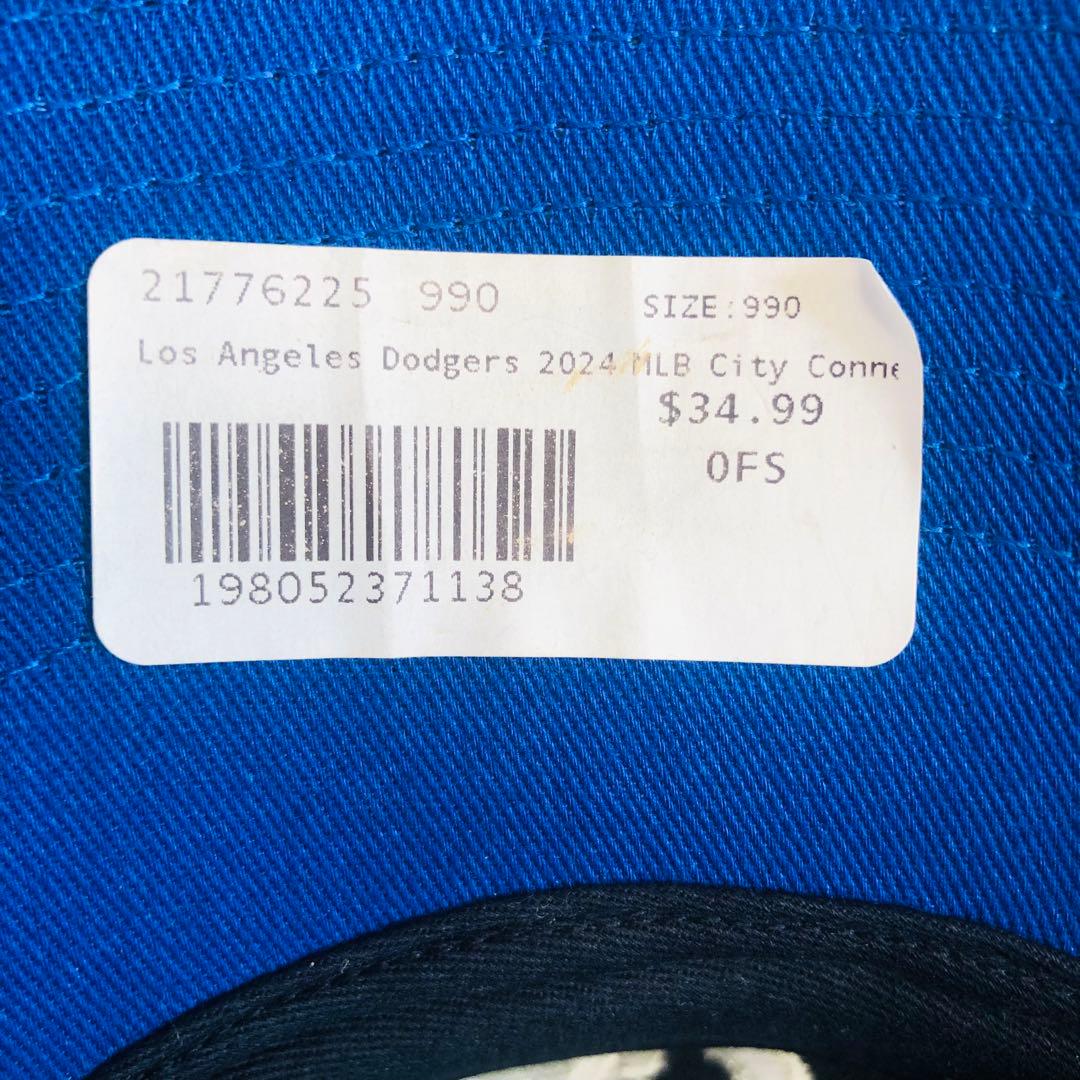 21776225 990 SIZE:990
Los Angeles Dodgers 2024 MLB City Conne
$34.99
OFS
198052371138